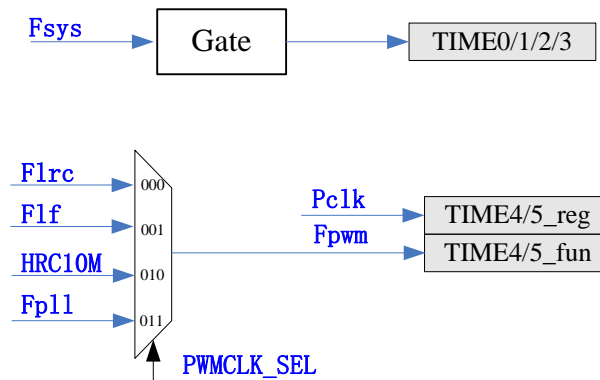 Fsys
Gate
TIME0/1/2/3
Flrc
000
Pclk
TIME4/5_reg
Flf
001
Fpwm
TIME4/5_fun
HRC10M
010
Fpll
011
PWMCLK_SEL